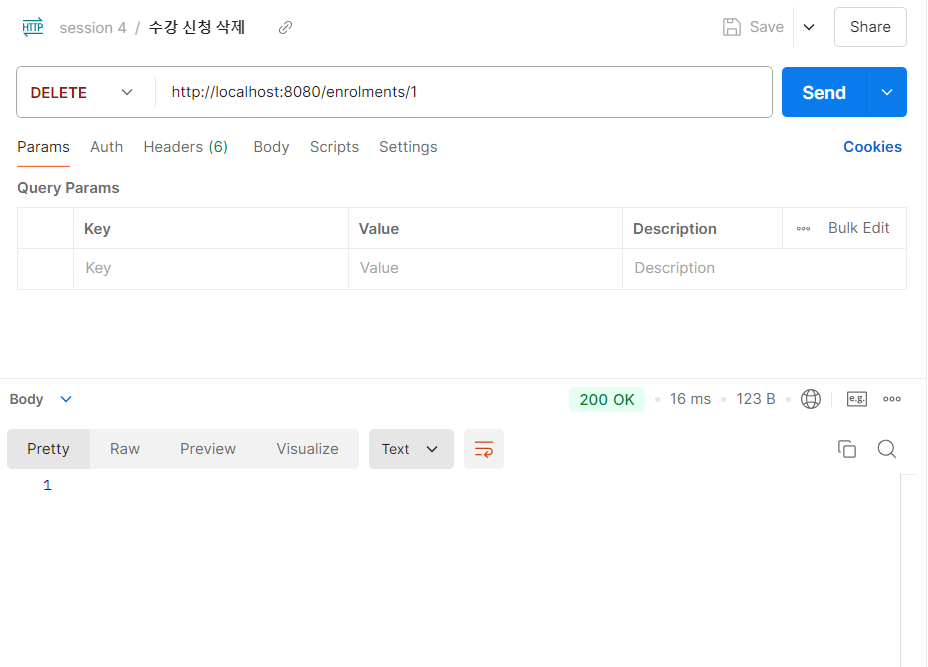 HTTP session 4 / 수강 신청 삭제 Save Share
DELETE http://localhost:8080/enrolments/1 Send
Params Auth Headers (6) Body Scripts Settings Cookies
Query Params
Key Value Description Bulk Edit
Key Value Description
Body 200 OK 16 ms 123 B e.g.
Pretty Raw Preview Visualize Text
1